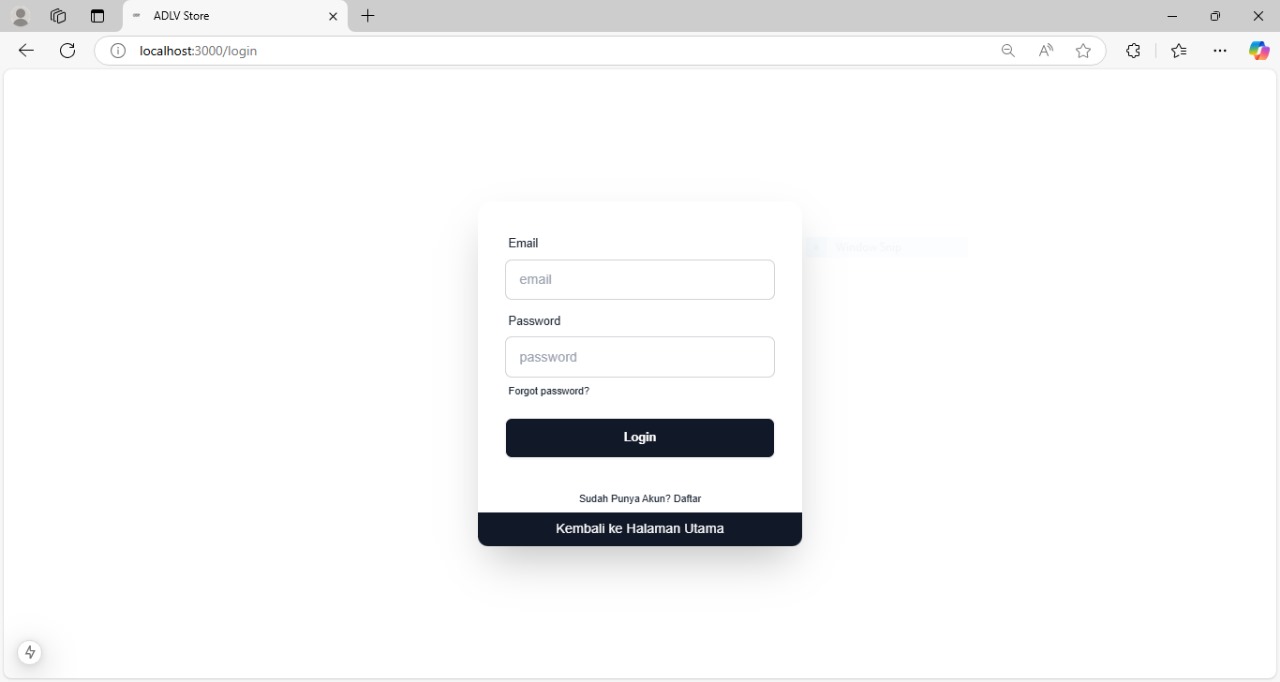 ADLV Store
localhost:3000/login
Email
email
Password
password
Forgot password?
Login
Sudah Punya Akun? Daftar
Kembali ke Halaman Utama